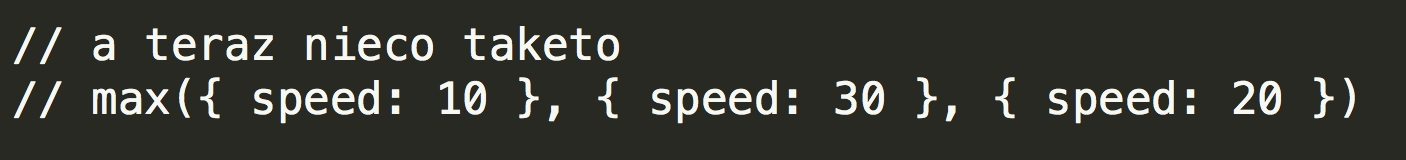 // a teraz nieco taketo
// max({ speed: 10 }, { speed: 30 }, { speed: 20 })